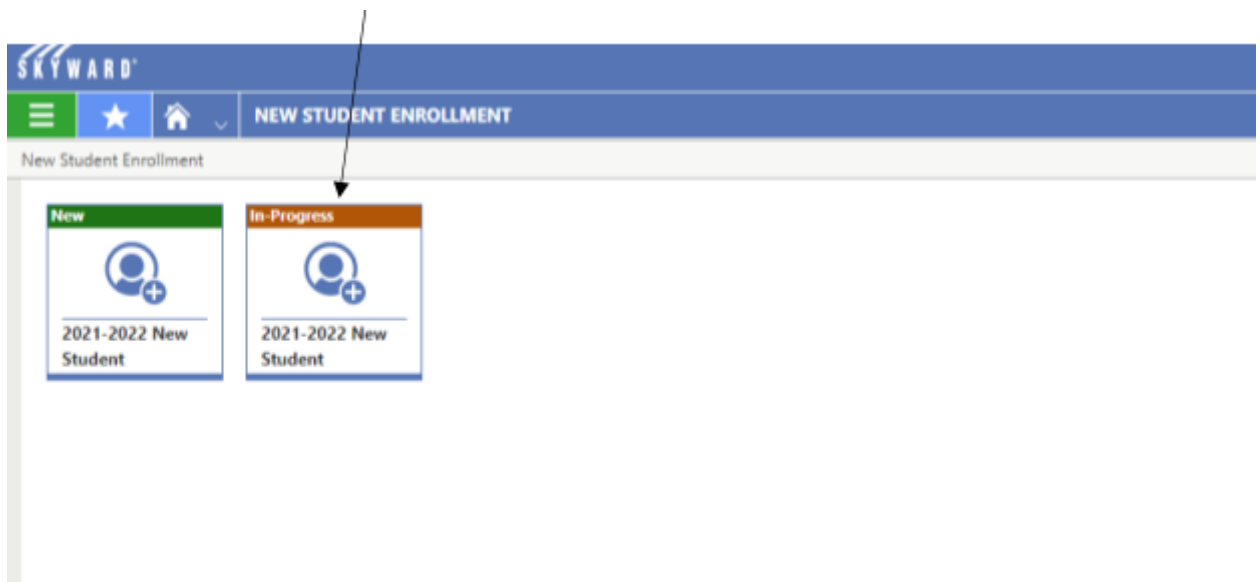 SKYWARD®
NEW STUDENT ENROLLMENT
New Student Enrollment
New
2021-2022 New
Student
In-Progress
2021-2022 New
Student